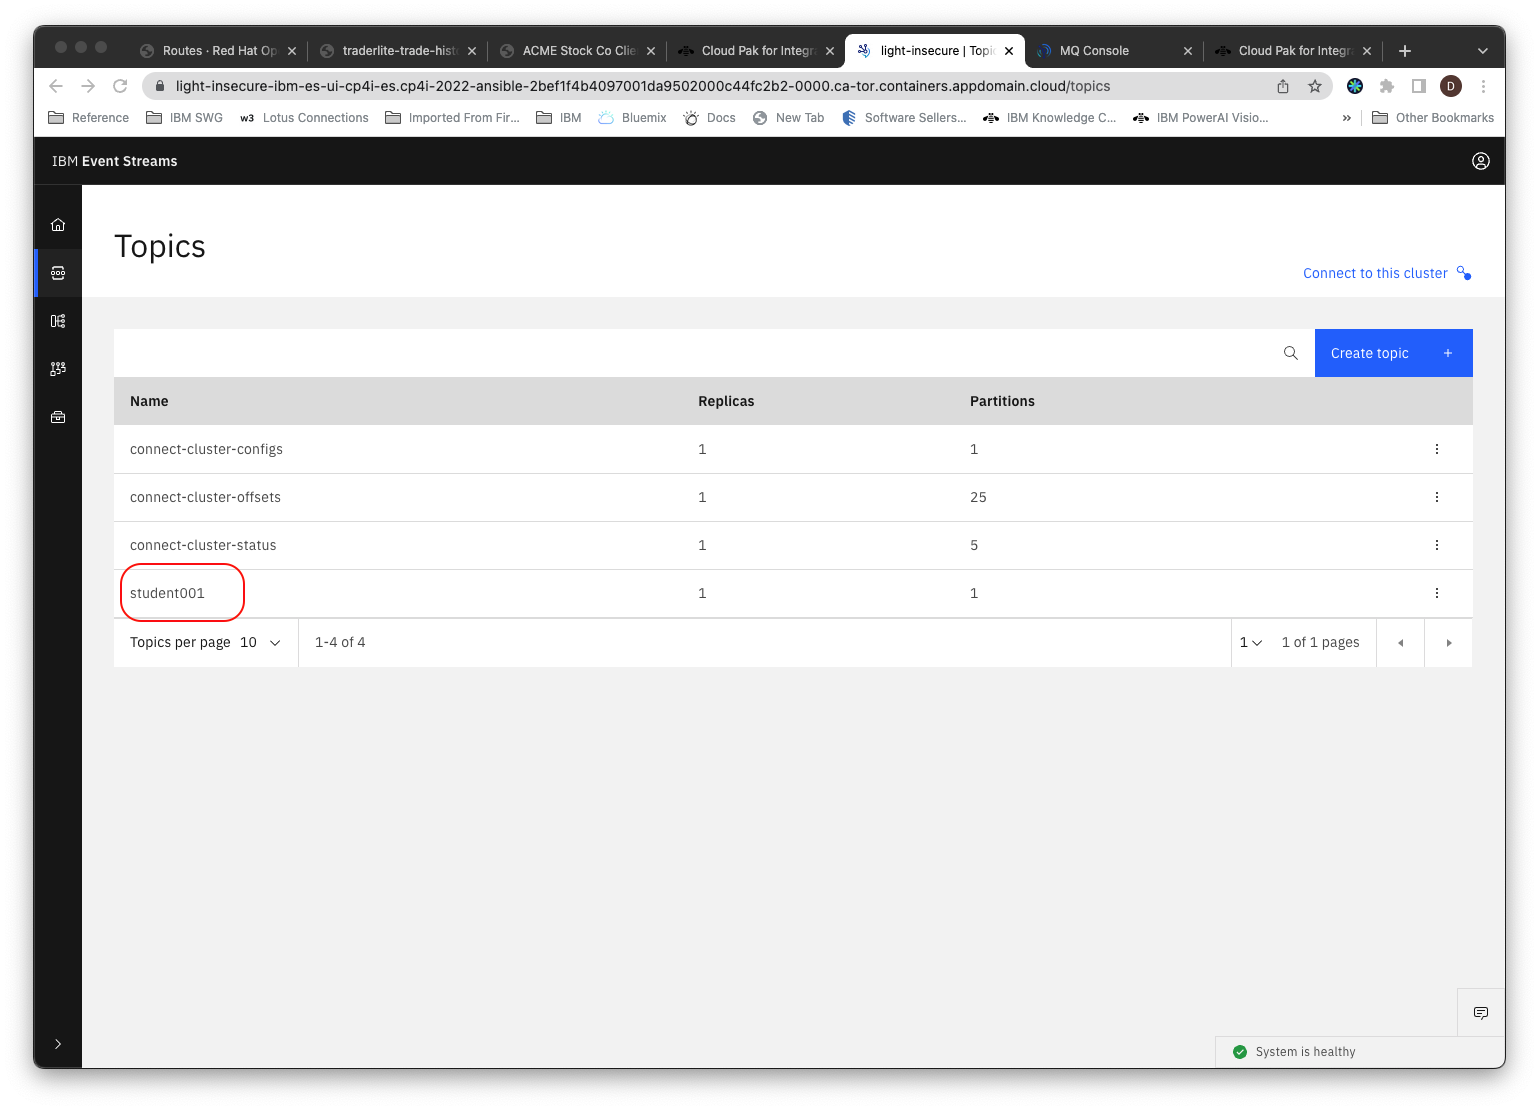 Routes · Red Hat Op
traderlite-trade-hist
ACME Stock Co Clie
Cloud Pak for Integra
light-insecure | Topic
MQ Console
Cloud Pak for Integra
light-insecure-ibm-es-ui-cp4i-es.cp4i-2022-ansible-2bef1f4b4097001da9502000c44fc2b2-0000.ca-tor.containers.appdomain.cloud/topics
D
Reference
IBM SWG
w3 Lotus Connections
Imported From Fir...
IBM
Bluemix
Docs
New Tab
Software Sellers...
IBM Knowledge C...
IBM PowerAI Visio...
»
Other Bookmarks
IBM Event Streams
Topics
Connect to this cluster
Create topic +
Name Replicas Partitions
connect-cluster-configs 1 1
connect-cluster-offsets 1 25
connect-cluster-status 1 5
student001 1 1
Topics per page 10 1-4 of 4 1 1 of 1 pages
System is healthy